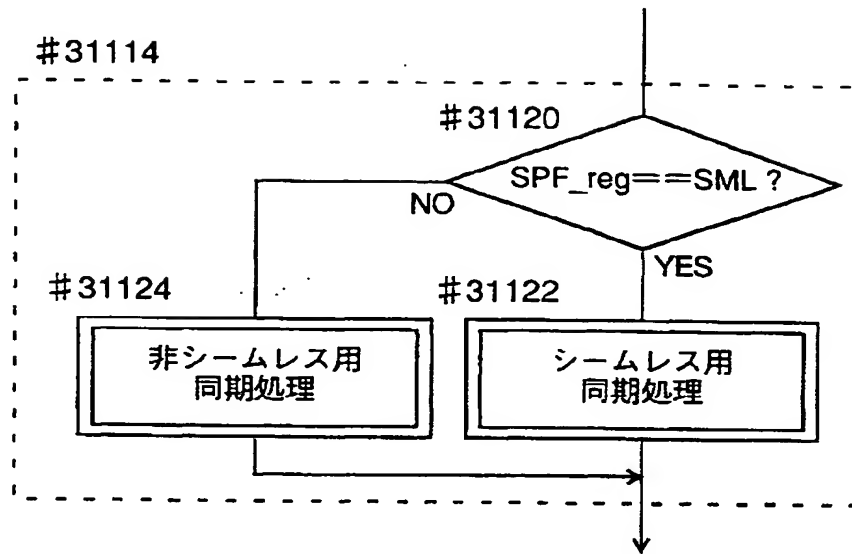 #31114
#31120
SPF_reg==SML ?
NO
YES
#31124
#31122
非シームレス用
同期処理
シームレス用
同期処理